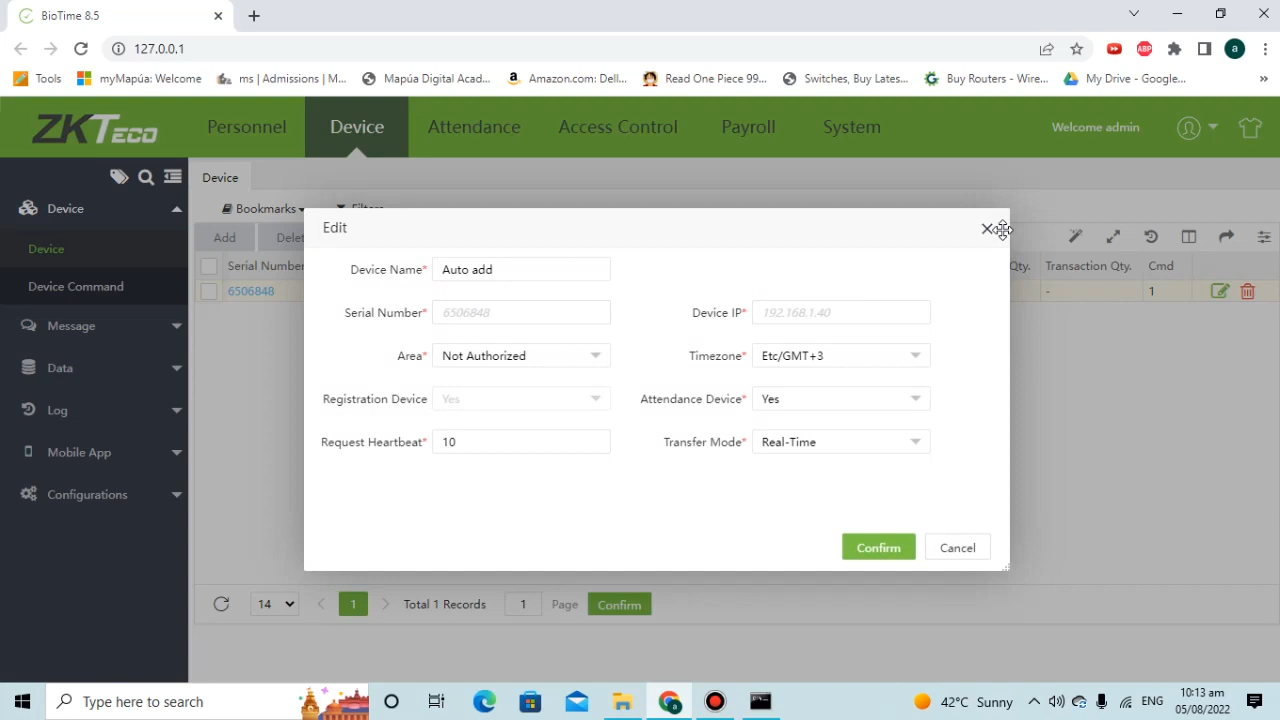 BioTime 8.5
127.0.0.1
Tools myMapúa: Welcome ms | Admissions | M... Mapúa Digital Acad... Amazon.com: Dell... Read One Piece 99... Switches, Buy Lates... Buy Routers - Wire... My Drive - Google... »
ABP a
ZKTECO Personnel Device Attendance Access Control Payroll System Welcome admin
Device
Device
Bookmarks Filters
Add Delet
Serial Number Qty. Transaction Qty. Cmd
6506848 - 1
Device
Device Command
Message
Data
Log
Mobile App
Configurations
Edit
Device Name* Auto add
Serial Number* 6506848 Device IP* 192.168.1.40
Area* Not Authorized Timezone* Etc/GMT+3
Registration Device Yes Attendance Device* Yes
Request Heartbeat* 10 Transfer Mode* Real-Time
Confirm Cancel
14 1 Total 1 Records 1 Page Confirm
Type here to search 42°C Sunny ENG
10:13 am
05/08/2022